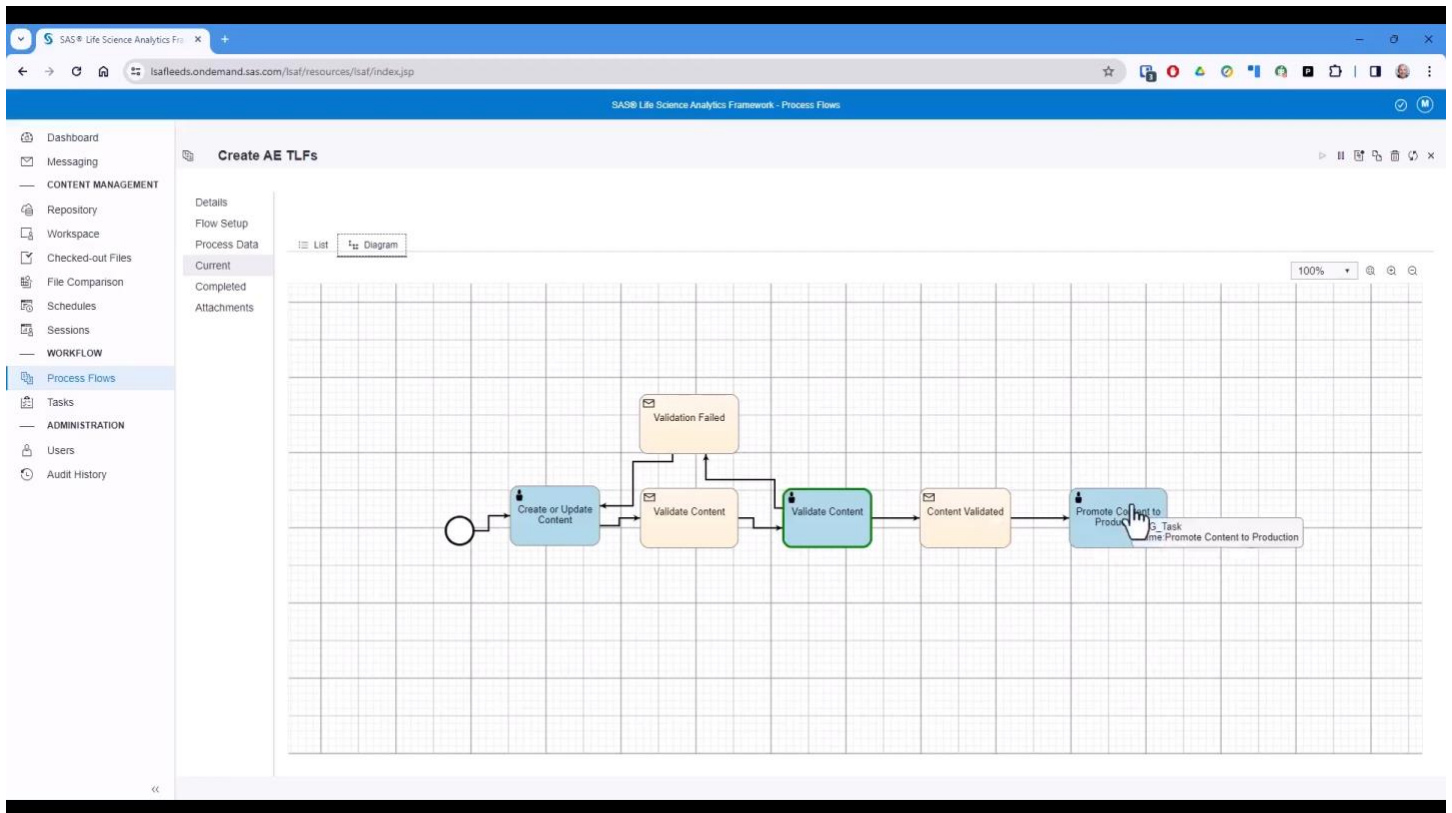 SAS® Life Science Analytics Fra
lsafleeds.ondemand.sas.com/lsaf/resources/lsaf/index.jsp
SAS® Life Science Analytics Framework - Process Flows
M
Dashboard
Messaging
CONTENT MANAGEMENT
Repository
Workspace
Checked-out Files
File Comparison
Schedules
Sessions
WORKFLOW
Process Flows
Tasks
ADMINISTRATION
Users
Audit History
Create AE TLFs
Details
Flow Setup
Process Data
Current
Completed
Attachments
List
Diagram
100%
Validation Failed
Create or Update
Content
Validate Content
Validate Content
Content Validated
Promote Content to
G_Task
me:Promote Content to Production